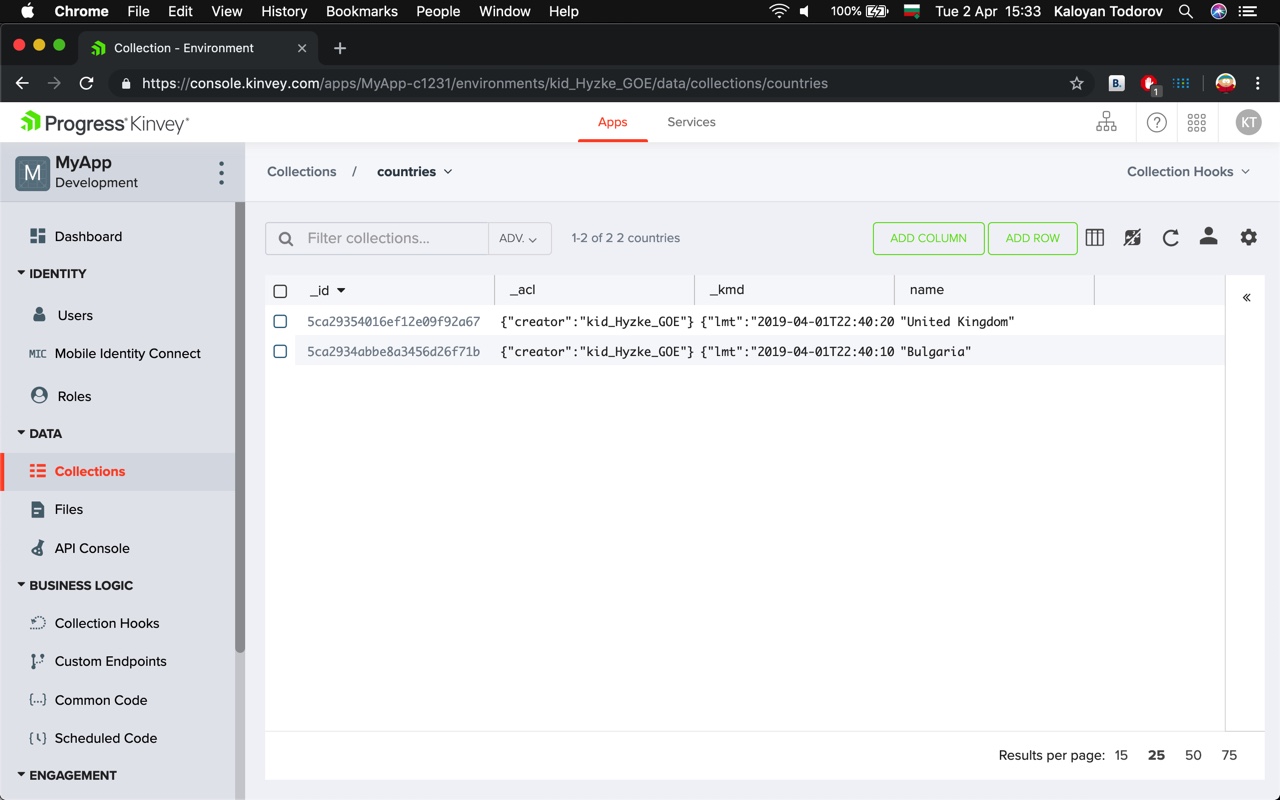 Chrome File Edit View History Bookmarks People Window Help 100% Tue 2 Apr 15:33 Kaloyan Todorov
Collection - Environment
https://console.kinvey.com/apps/MyApp-c1231/environments/kid_Hyzke_GOE/data/collections/countries
B.
1
Progress Kinvey
Apps Services
?
KT
M
MyApp
Development
Collections / countries
Collection Hooks
Dashboard
IDENTITY
Users
MIC Mobile Identity Connect
Roles
DATA
Collections
Files
API Console
BUSINESS LOGIC
Collection Hooks
Custom Endpoints
{...} Common Code
Scheduled Code
ENGAGEMENT
Filter collections... ADV. 1-2 of 2 2 countries ADD COLUMN ADD ROW
_id _acl _kmd name
5ca29354016ef12e09f92a67 {"creator":"kid_Hyzke_GOE"} {"lmt":"2019-04-01T22:40:20 "United Kingdom"
5ca2934abbe8a3456d26f71b {"creator":"kid_Hyzke_GOE"} {"lmt":"2019-04-01T22:40:10 "Bulgaria"
Results per page: 15 25 50 75